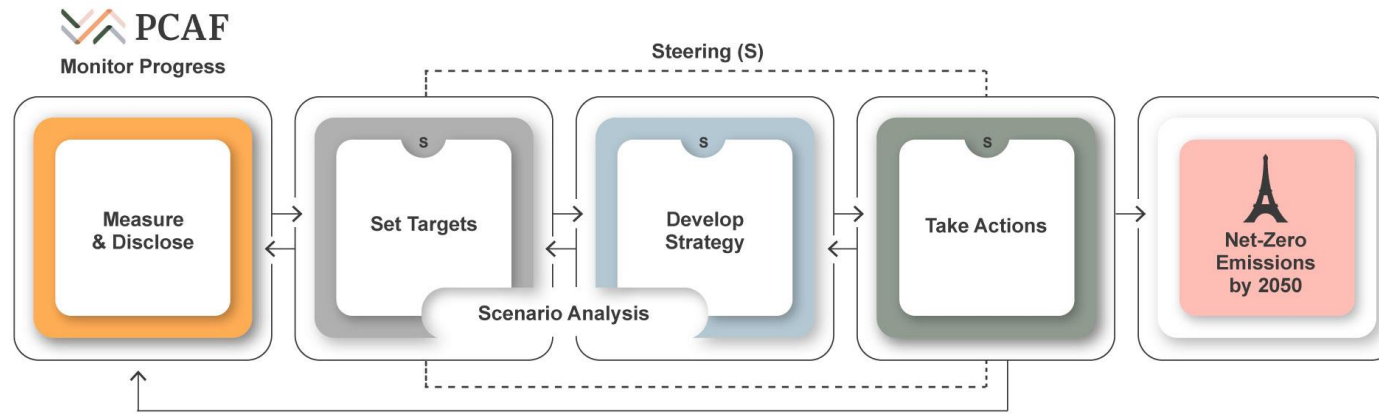 PCAF
Monitor Progress
Steering (S)
Measure
& Disclose
S
Set Targets
S
Develop
Strategy
Scenario Analysis
S
Take Actions
Net-Zero
Emissions
by 2050